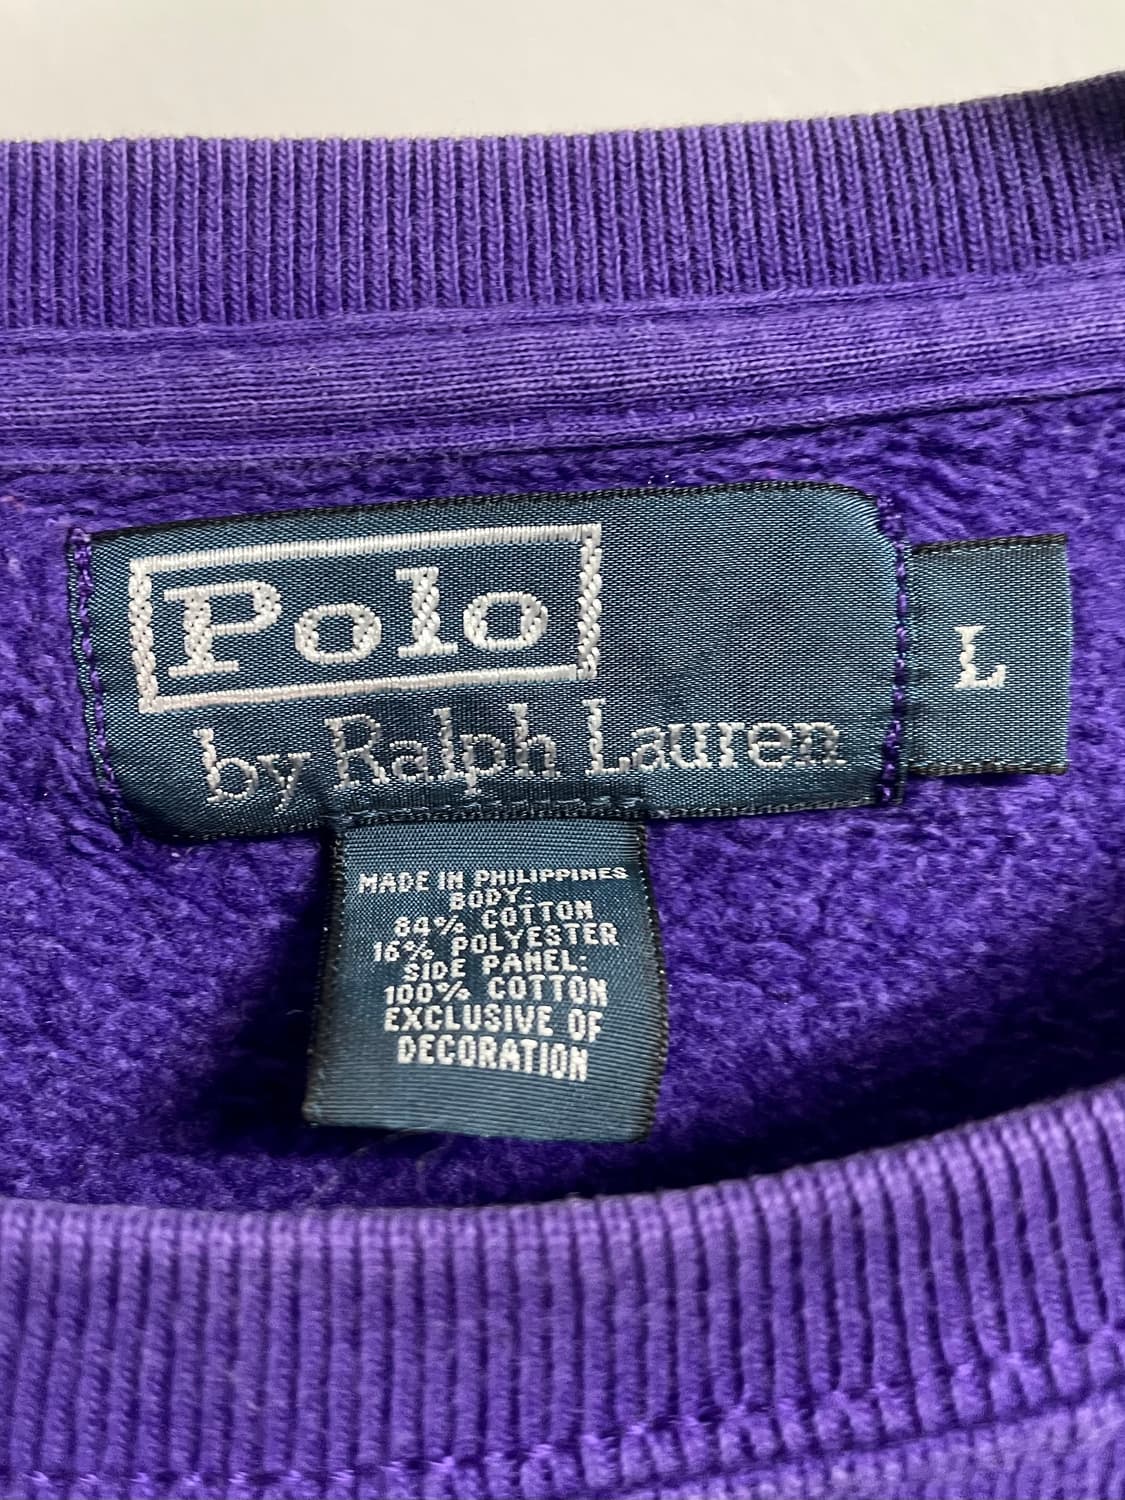 Polo
by Ralph Lauren
L
MADE IN PHILIPPINES
BODY:
84% COTTON
16% POLYESTER
SIDE PANEL:
100% COTTON
EXCLUSIVE OF
DECORATION